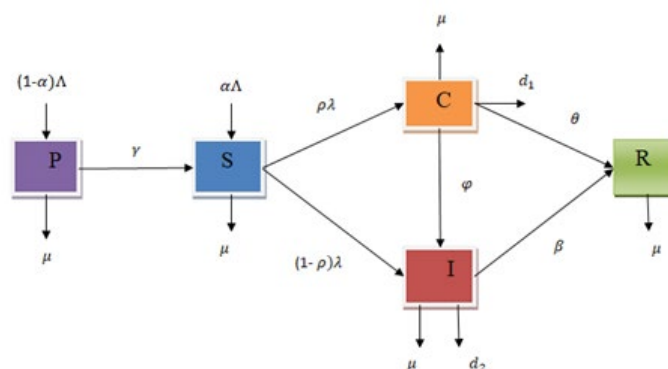 μ
(1-α)Λ
αΛ
ρλ
C
d₁
θ
P
γ
S
R
φ
μ
μ
(1- ρ)λ
I
β
μ
μ
d₂